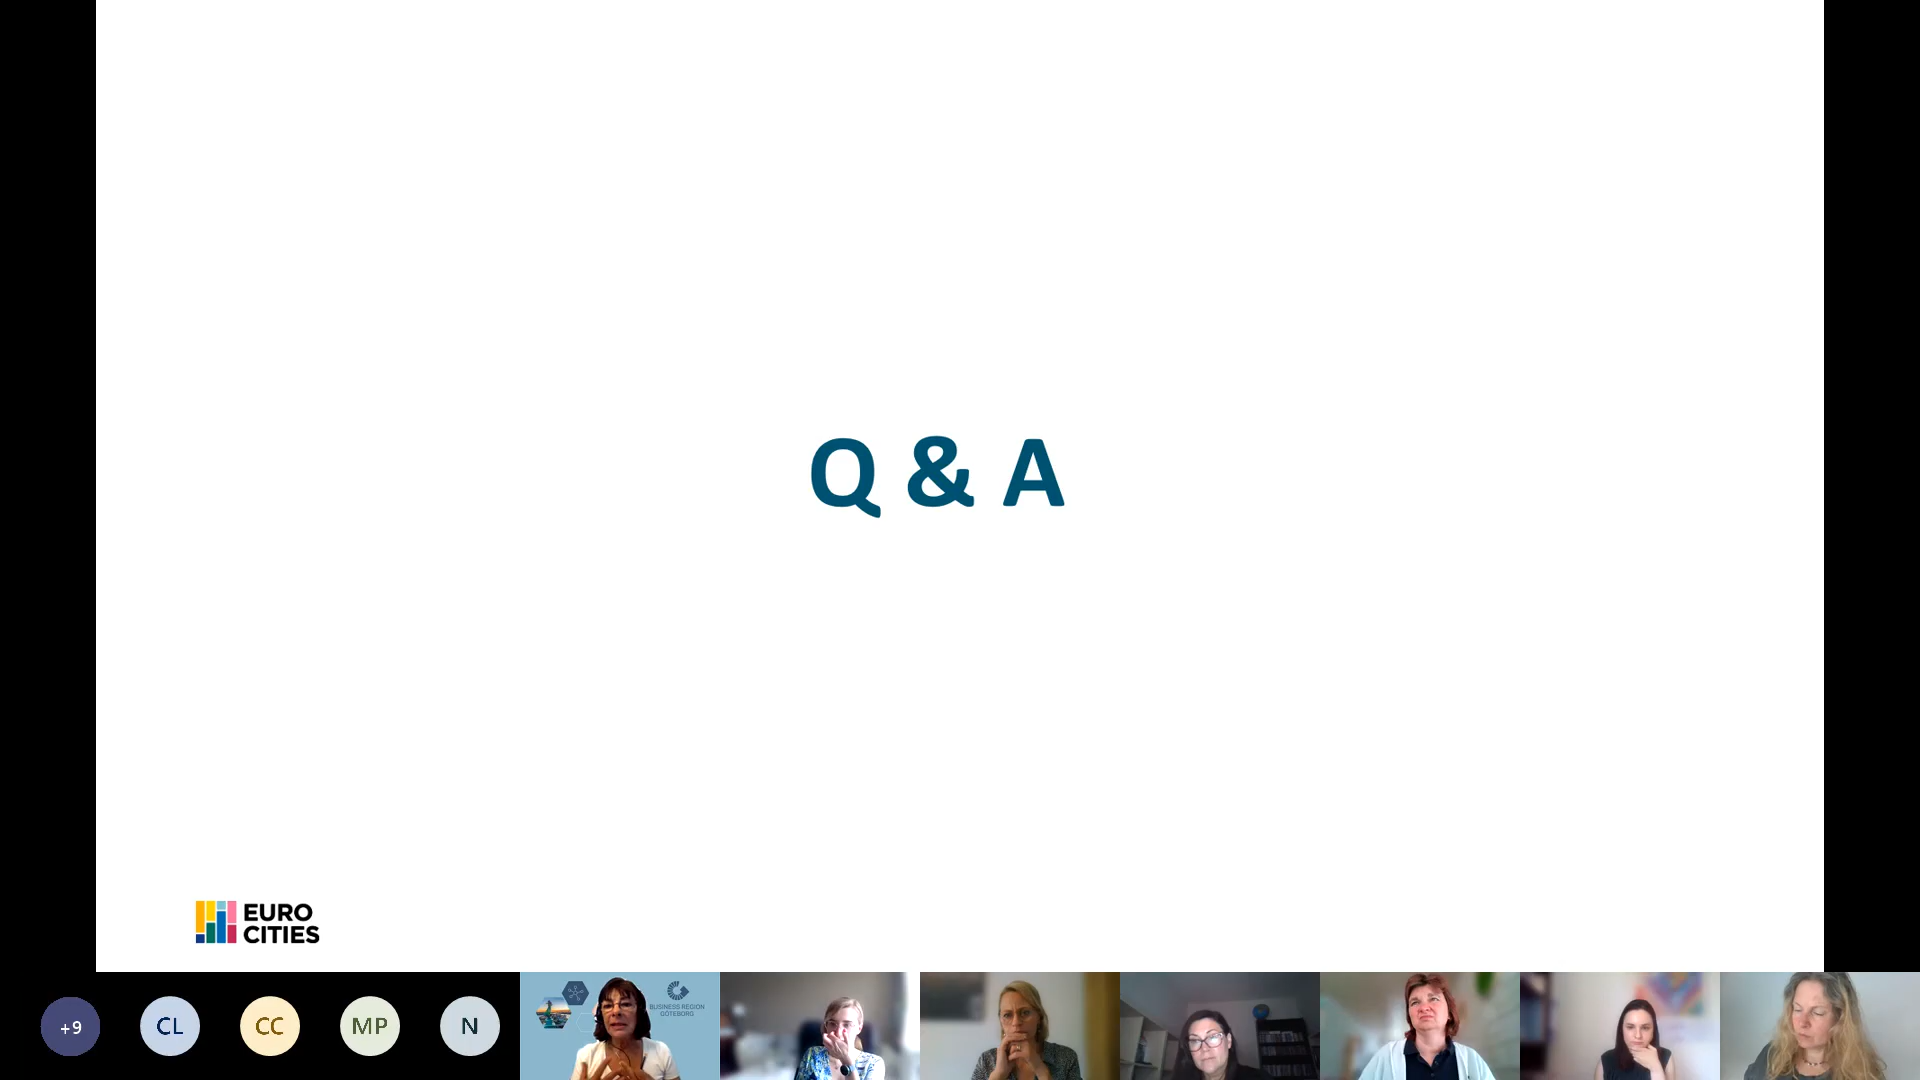 Q & A
EURO
CITIES
+9
CL
CC
MP
N
BUSINESS REGION
GÖTEBORG